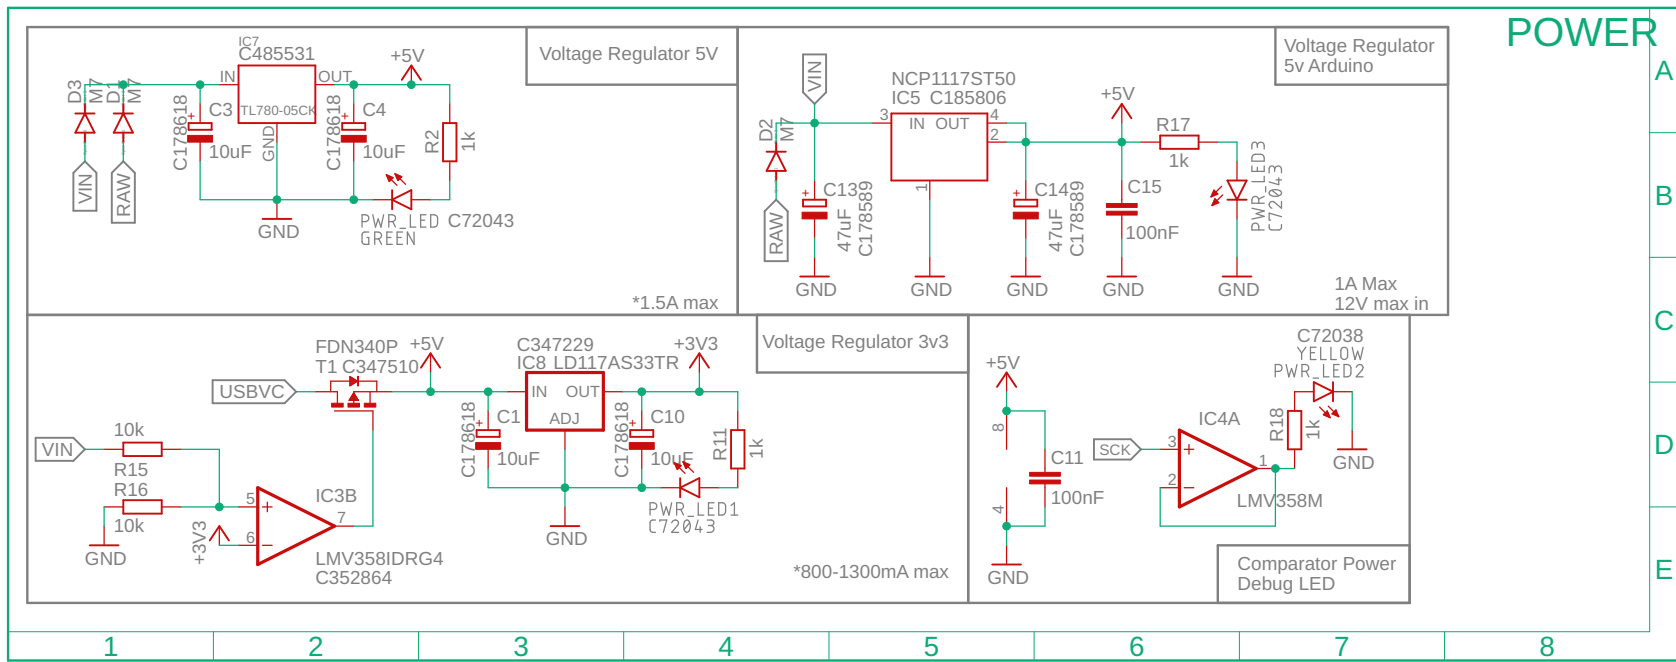 POWER
IC7
C485531
+5V
Voltage Regulator 5V
D3
M7
D1
M7
IN
OUT
TL780-05CK
GND
C178618
C3
10uF
C178618
C4
10uF
R2
1k
VIN
RAW
GND
PWR_LED C72043
GREEN
*1.5A max
Voltage Regulator
5v Arduino
VIN
NCP1117ST50
IC5 C185806
+5V
D2
M7
3
IN OUT
4
2
1
R17
1k
PWR_LED3
C72043
RAW
C13
47uF
C178589
C14
47uF
C178589
C15
100nF
GND
GND
GND
GND
GND
1A Max
12V max in
Voltage Regulator 3v3
FDN340P
T1 C347510
+5V
C347229
IC8 LD117AS33TR
+3V3
USBVC
IN
OUT
ADJ
C178618
C1
10uF
C178618
C10
10uF
R11
1k
VIN
10k
R15
R16
10k
GND
+3V3
5
6
7
IC3B
LMV358IDRG4
C352864
GND
PWR_LED1
C72043
*800-1300mA max
+5V
8
4
C11
100nF
GND
SCK
3
2
1
IC4A
LMV358M
R18
1k
C72038
YELLOW
PWR_LED2
GND
Comparator Power
Debug LED
A
B
C
D
E
1
2
3
4
5
6
7
8